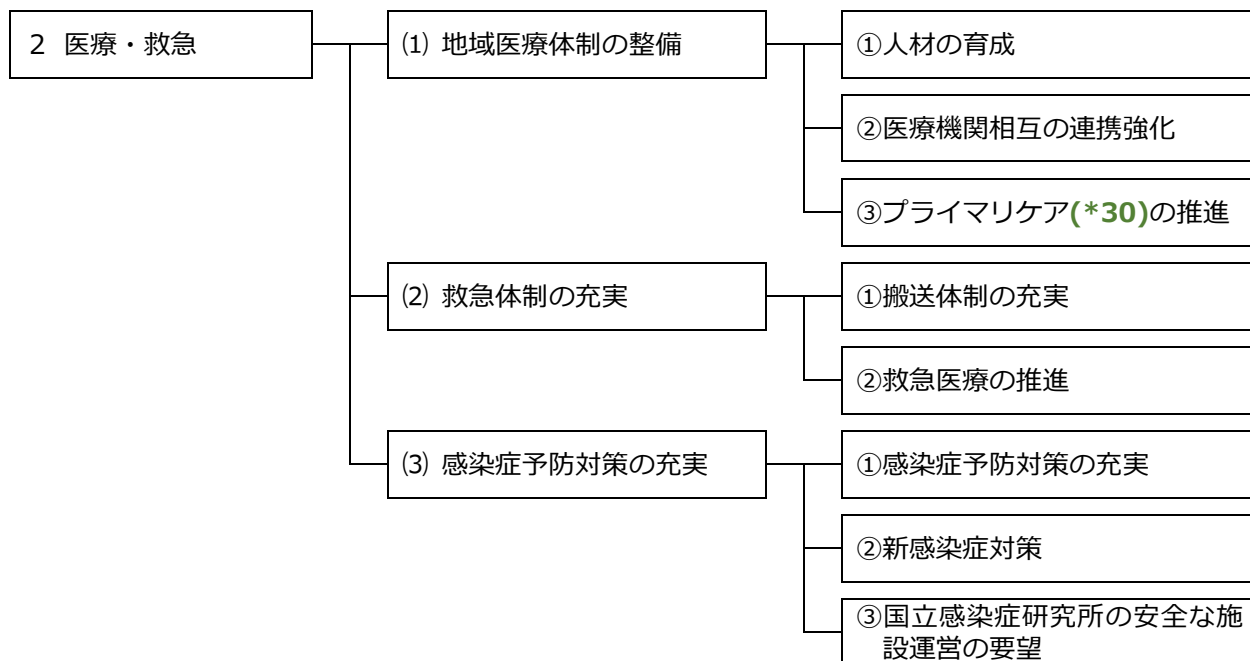 2 医療・救急
⑴ 地域医療体制の整備
①人材の育成
②医療機関相互の連携強化
③プライマリケア(*30)の推進
⑵ 救急体制の充実
①搬送体制の充実
②救急医療の推進
⑶ 感染症予防対策の充実
①感染症予防対策の充実
②新感染症対策
③国立感染症研究所の安全な施
設運営の要望